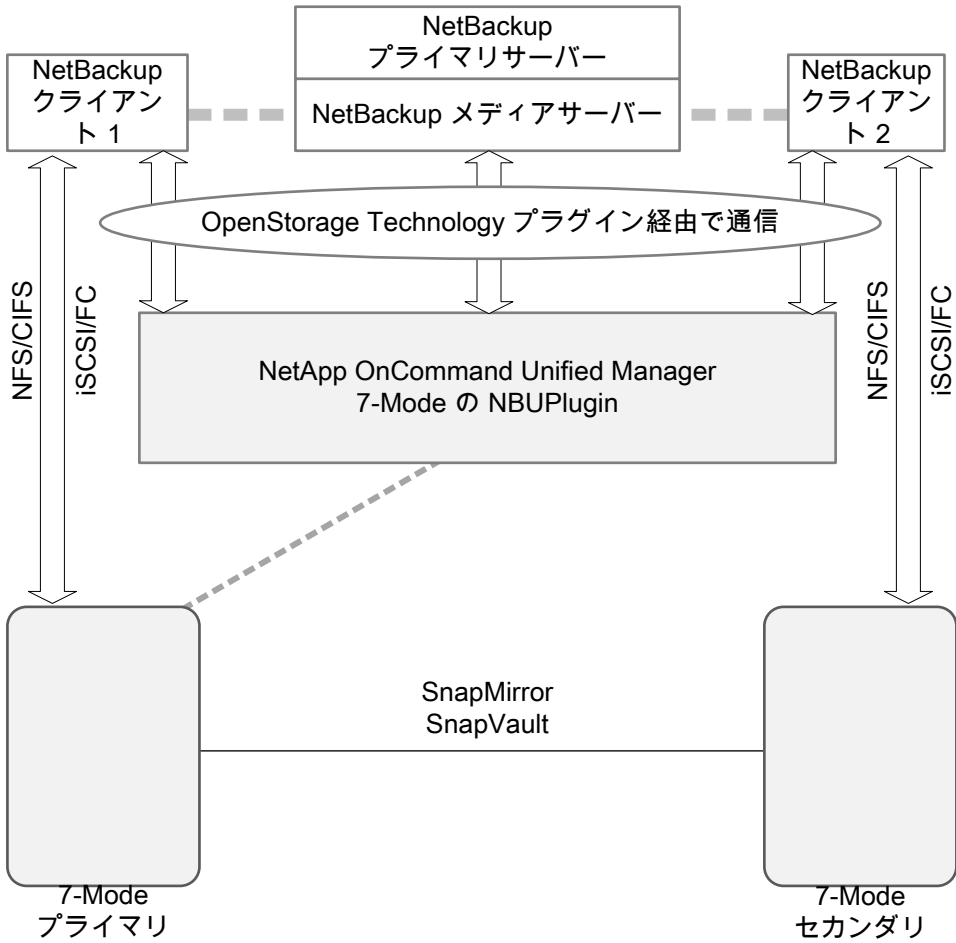 NetBackup
プライマリサーバー
NetBackup メディアサーバー
NetBackup
クライアン
ト 1
NetBackup
クライアン
ト 2
OpenStorage Technology プラグイン経由で通信
NFS/CIFS
iSCSI/FC
NFS/CIFS
iSCSI/FC
NetApp OnCommand Unified Manager
7-Mode の NBUPlugin
SnapMirror
SnapVault
7-Mode
プライマリ
7-Mode
セカンダリ